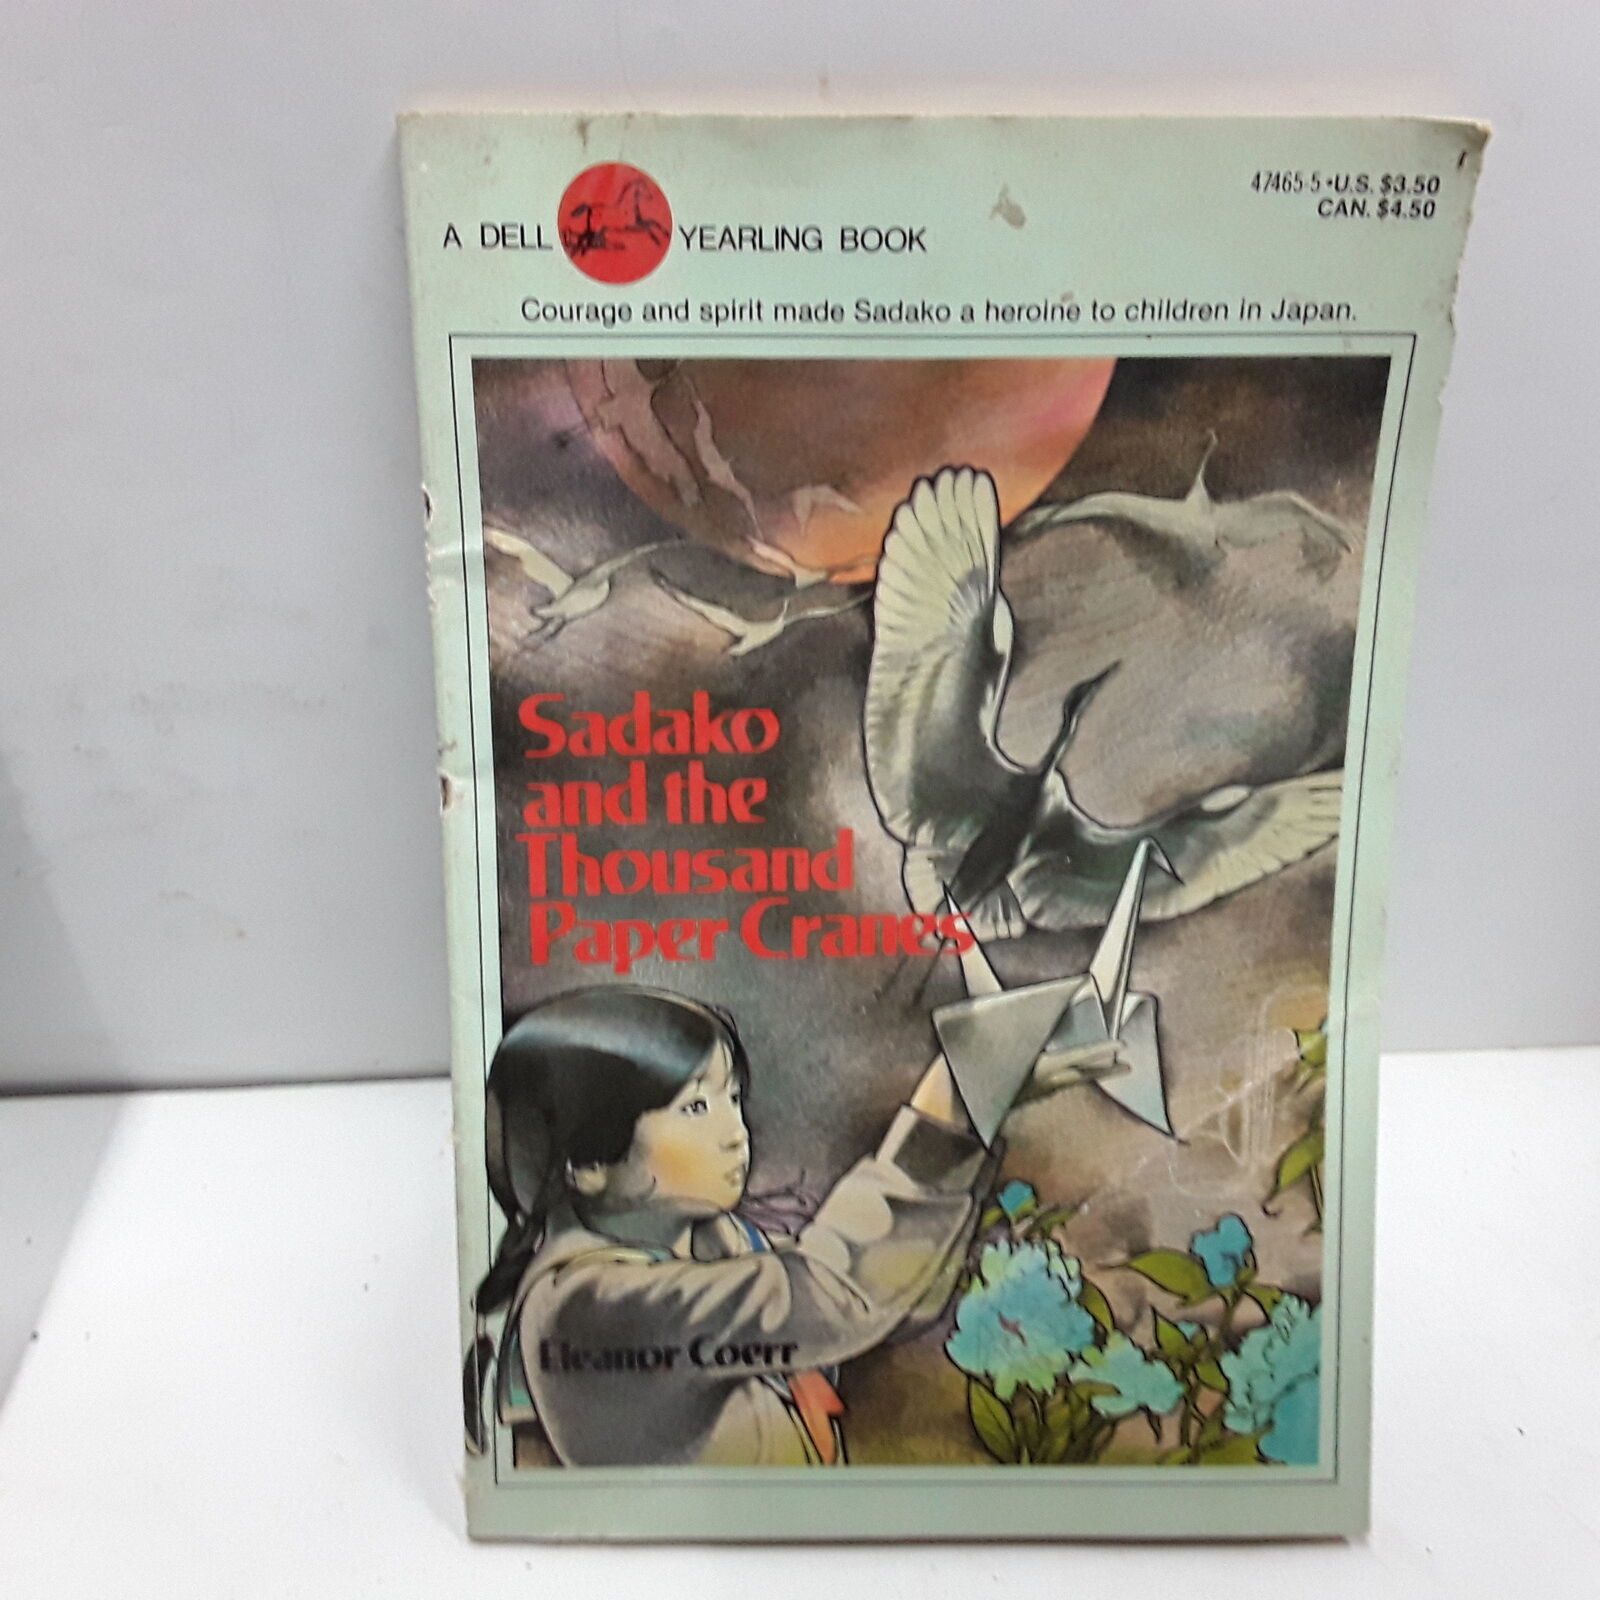 47465-5 • U.S. $3.50
CAN. $4.50
A DELL YEARLING BOOK
Courage and spirit made Sadako a heroine to children in Japan.
Sadako
and the
Thousand
Paper Cranes
Eleanor Coerr